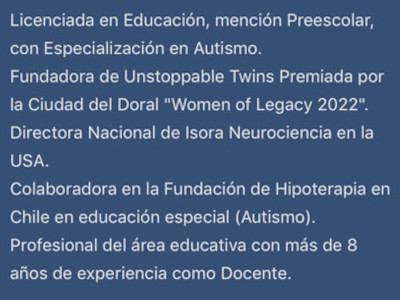 Licenciada en Educación, mención Preescolar,
con Especialización en Autismo.
Fundadora de Unstoppable Twins Premiada por
la Ciudad del Doral "Women of Legacy 2022".
Directora Nacional de Isora Neurociencia en la
USA.
Colaboradora en la Fundación de Hipoterapia en
Chile en educación especial (Autismo).
Profesional del área educativa con más de 8
años de experiencia como Docente.